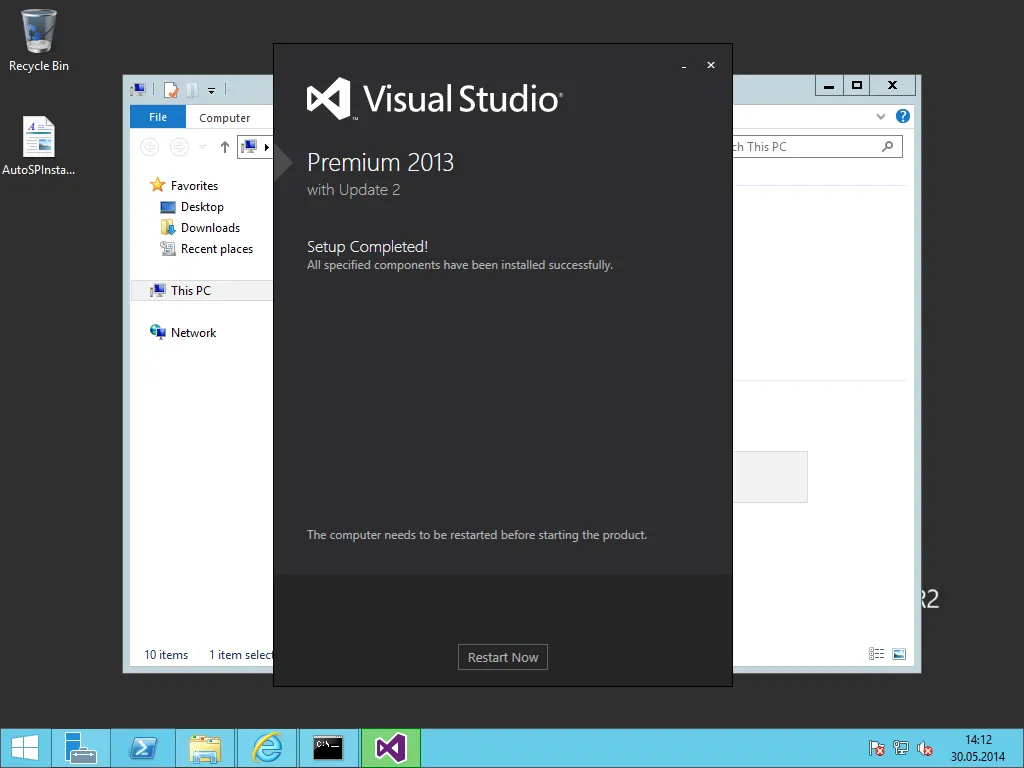 Recycle Bin
AutoSPInsta...
File
Computer
ch This PC
Favorites
Desktop
Downloads
Recent places
This PC
Network
10 items
1 item select
Visual Studio®
™
Premium 2013
with Update 2
Setup Completed!
All specified components have been installed successfully.
The computer needs to be restarted before starting the product.
Restart Now
R2
C:\_
14:12
30.05.2014